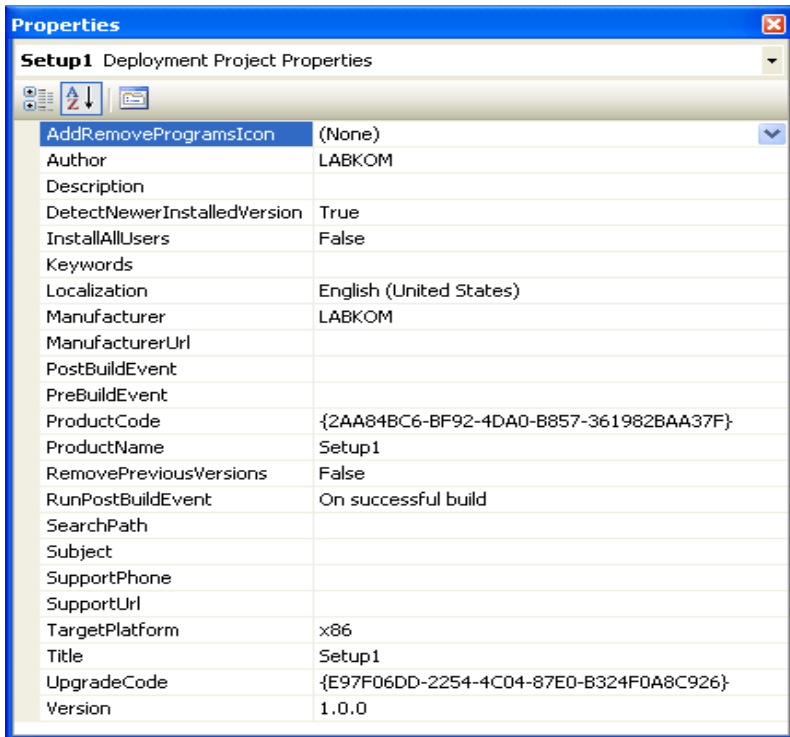 Properties
Setup1 Deployment Project Properties
AddRemoveProgramsIcon (None)
Author LABKOM
Description
DetectNewerInstalledVersion True
InstallAllUsers False
Keywords
Localization English (United States)
Manufacturer LABKOM
ManufacturerUrl
PostBuildEvent
PreBuildEvent
ProductCode {2AA84BC6-BF92-4DA0-B857-361982BAA37F}
ProductName Setup1
RemovePreviousVersions False
RunPostBuildEvent On successful build
SearchPath
Subject
SupportPhone
SupportUrl
TargetPlatform x86
Title Setup1
UpgradeCode {E97F06DD-2254-4C04-87E0-B324F0A8C926}
Version 1.0.0